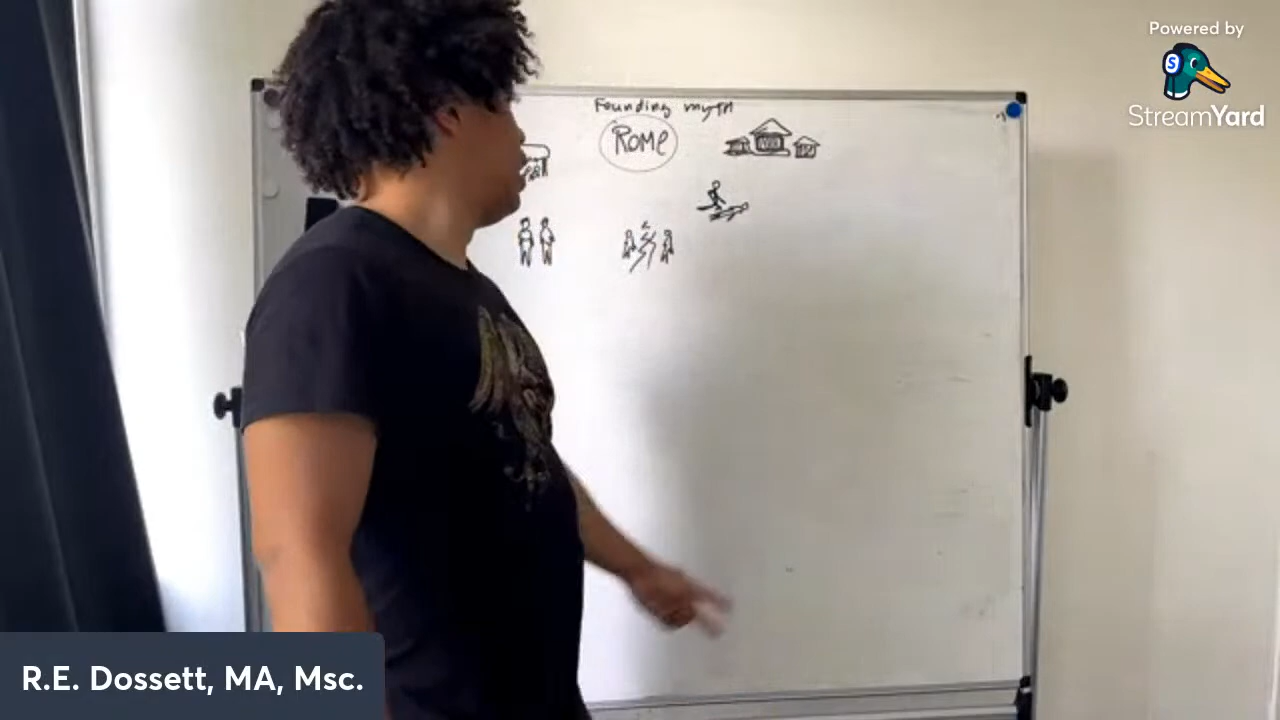 Powered by
StreamYard
Founding myth
Rome
R.E. Dossett, MA, Msc.